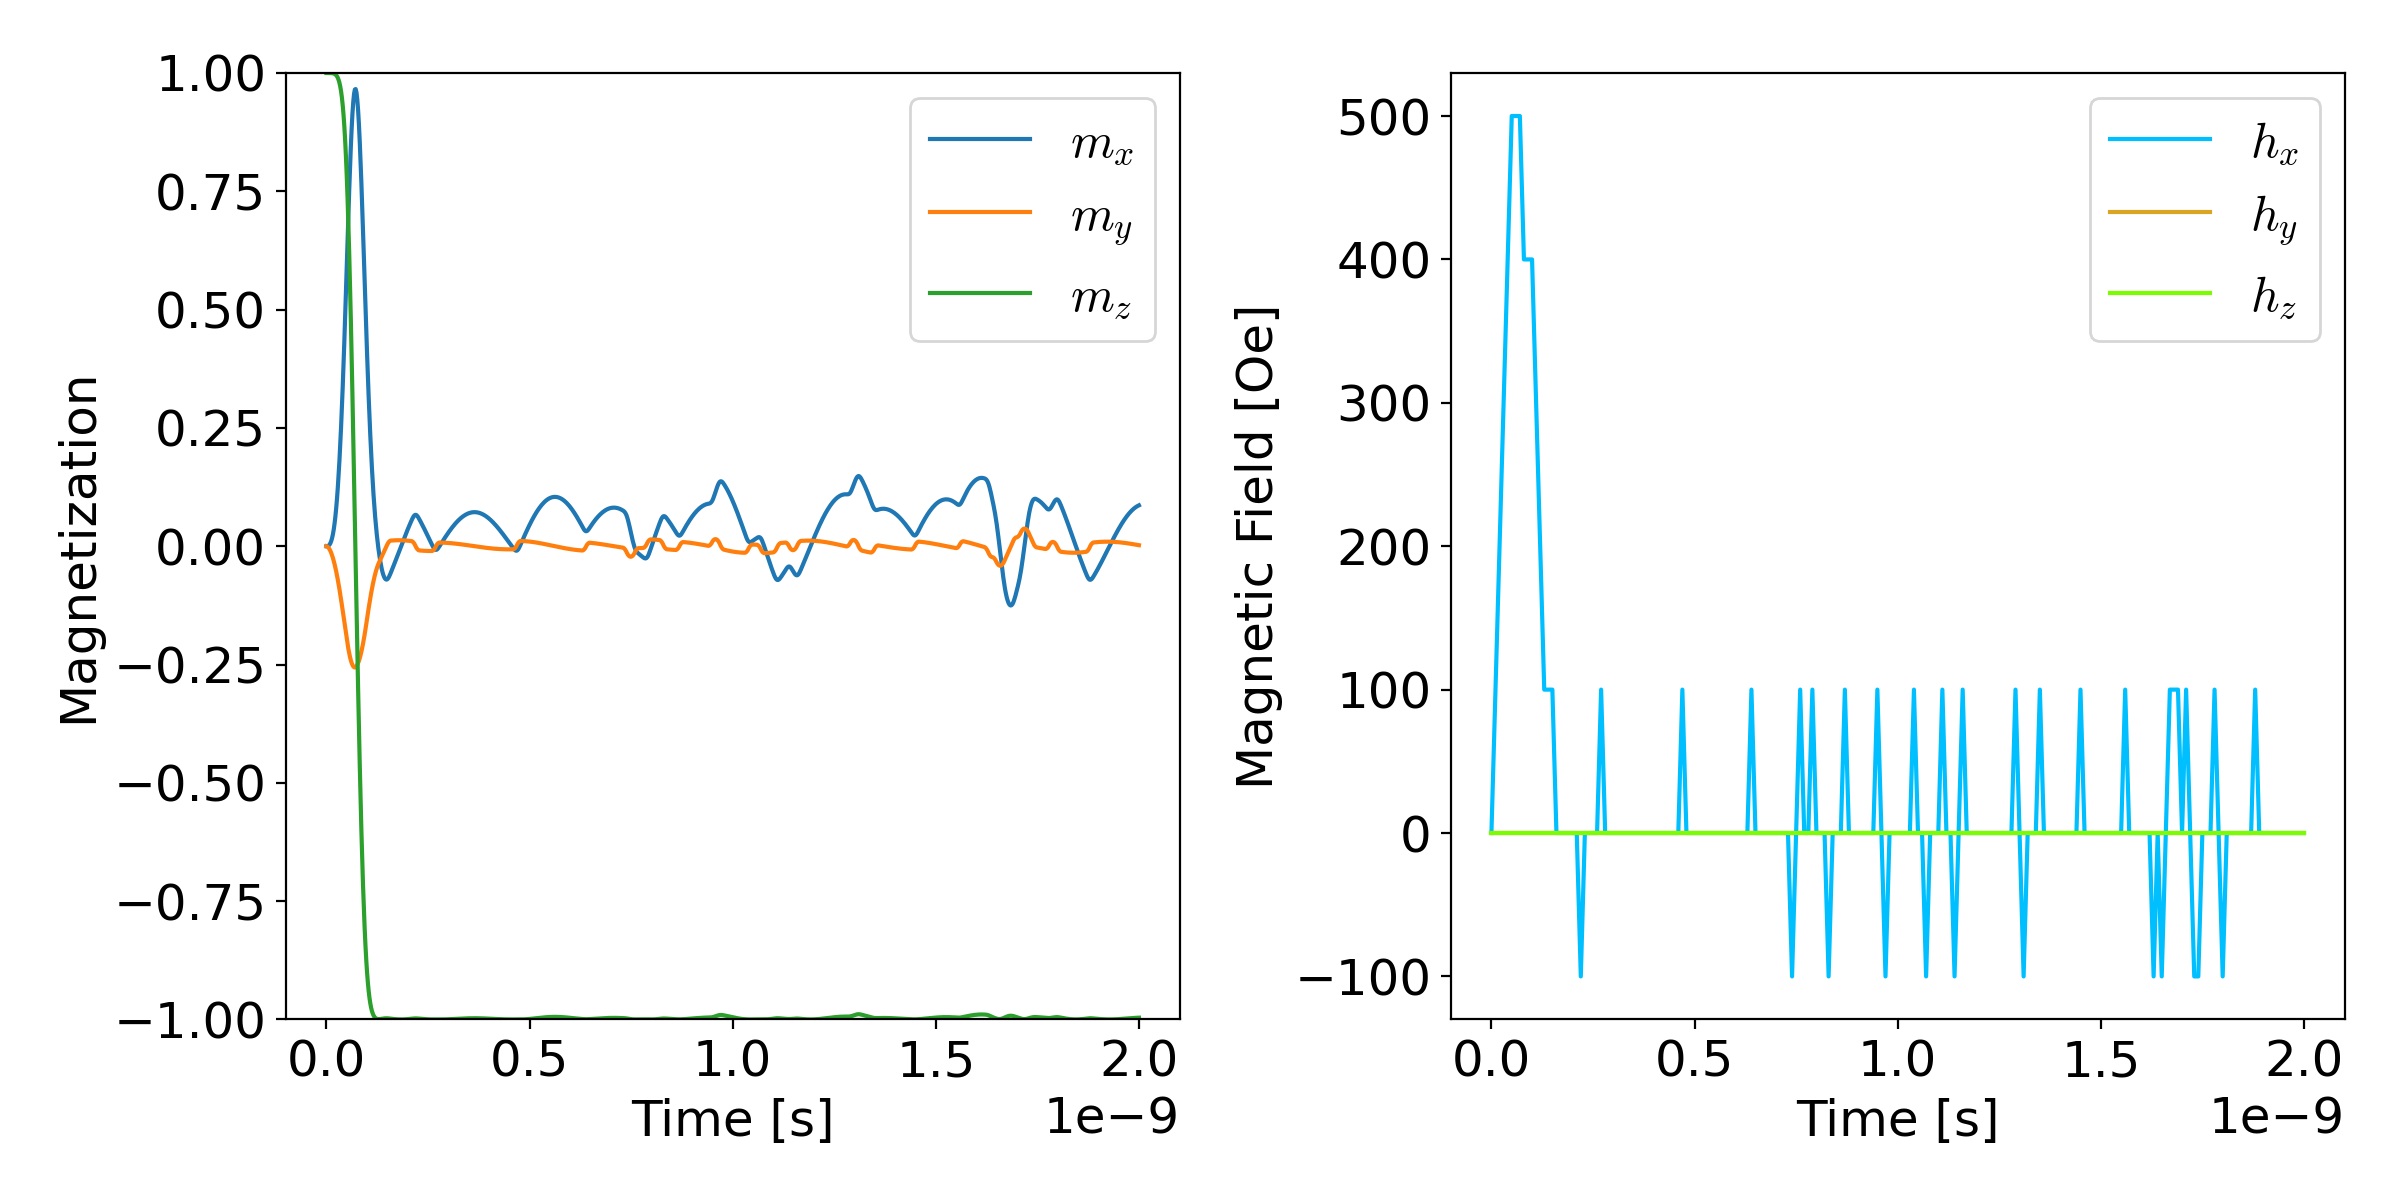 Magnetization
1.00
0.75
0.50
0.25
0.00
−0.25
−0.50
−0.75
−1.00
0.0 0.5 1.0 1.5 2.0
Time [s]
1e−9
m_x
m_y
m_z
Magnetic Field [Oe]
500
400
300
200
100
0
−100
0.0 0.5 1.0 1.5 2.0
Time [s]
1e−9
h_x
h_y
h_z